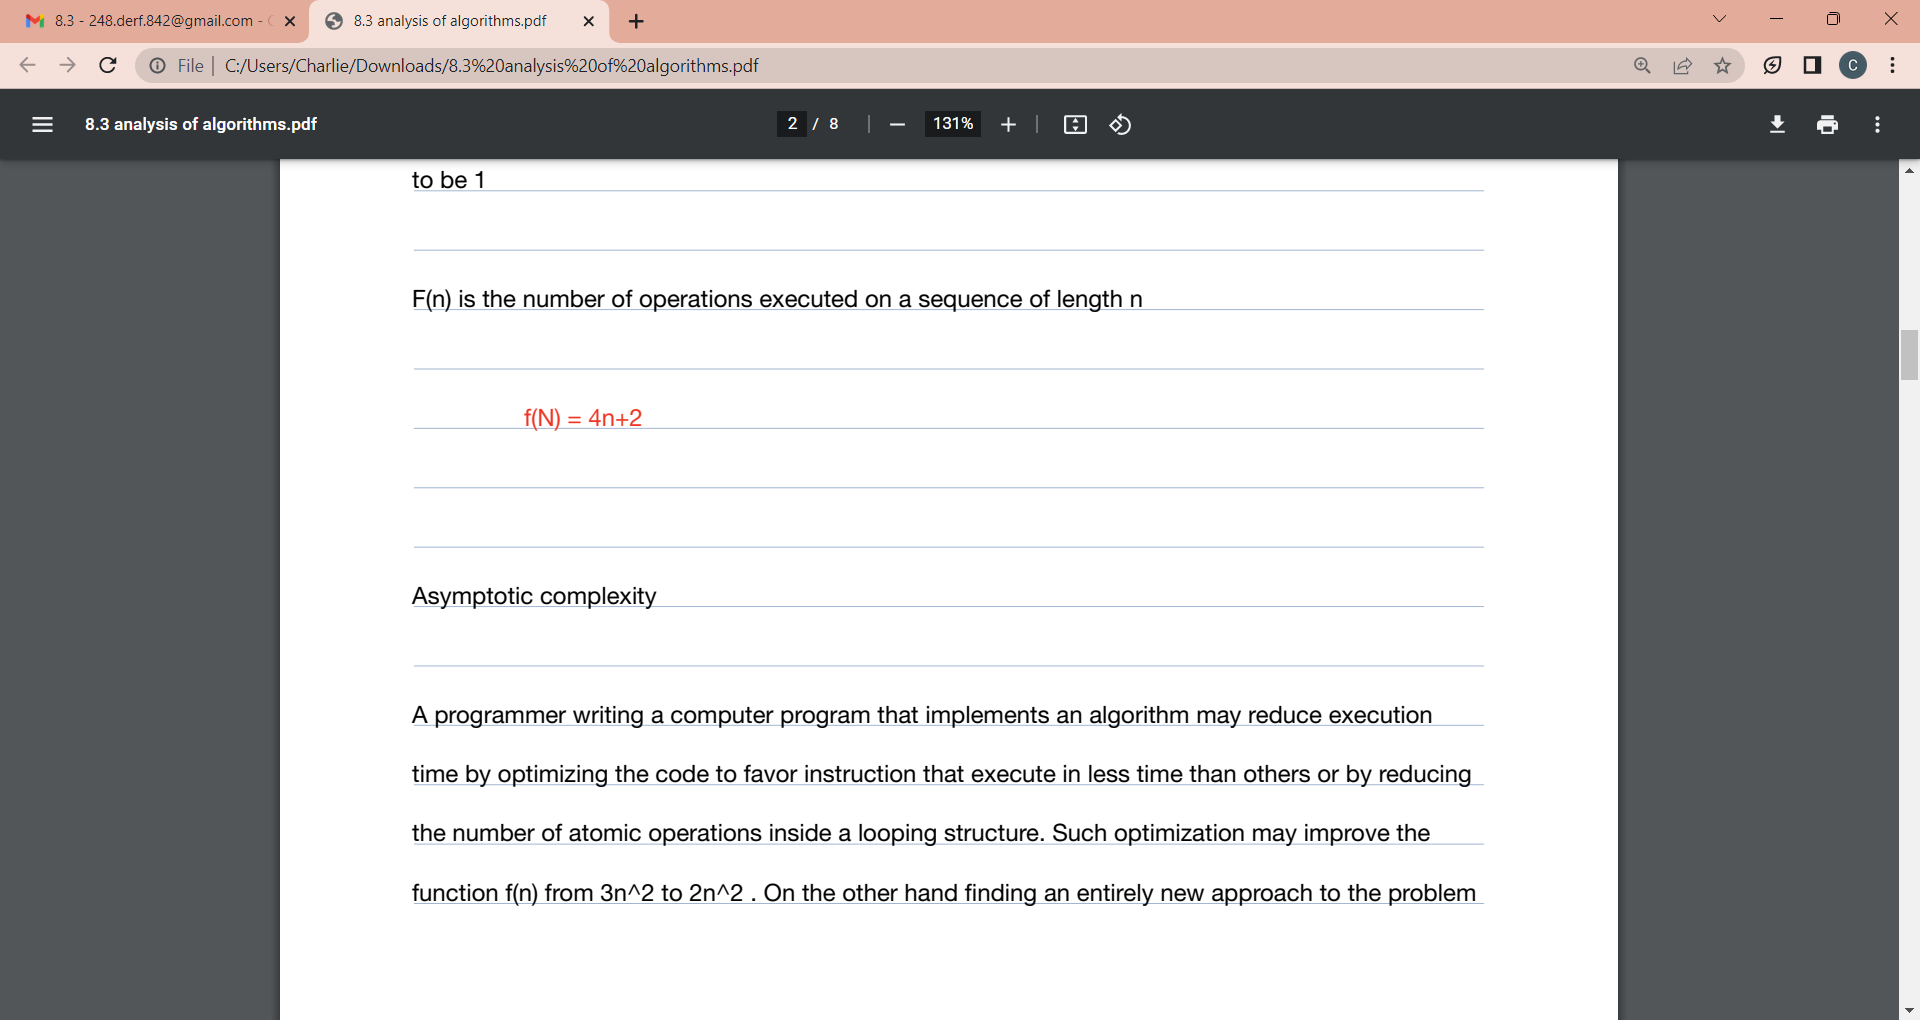 8.3 - 248.derf.842@gmail.com -
8.3 analysis of algorithms.pdf
File | C:/Users/Charlie/Downloads/8.3%20analysis%20of%20algorithms.pdf
C
8.3 analysis of algorithms.pdf
2 / 8 | − 131% + |
to be 1
F(n) is the number of operations executed on a sequence of length n
f(N) = 4n+2
Asymptotic complexity
A programmer writing a computer program that implements an algorithm may reduce execution
time by optimizing the code to favor instruction that execute in less time than others or by reducing
the number of atomic operations inside a looping structure. Such optimization may improve the
function f(n) from 3n^2 to 2n^2 . On the other hand finding an entirely new approach to the problem